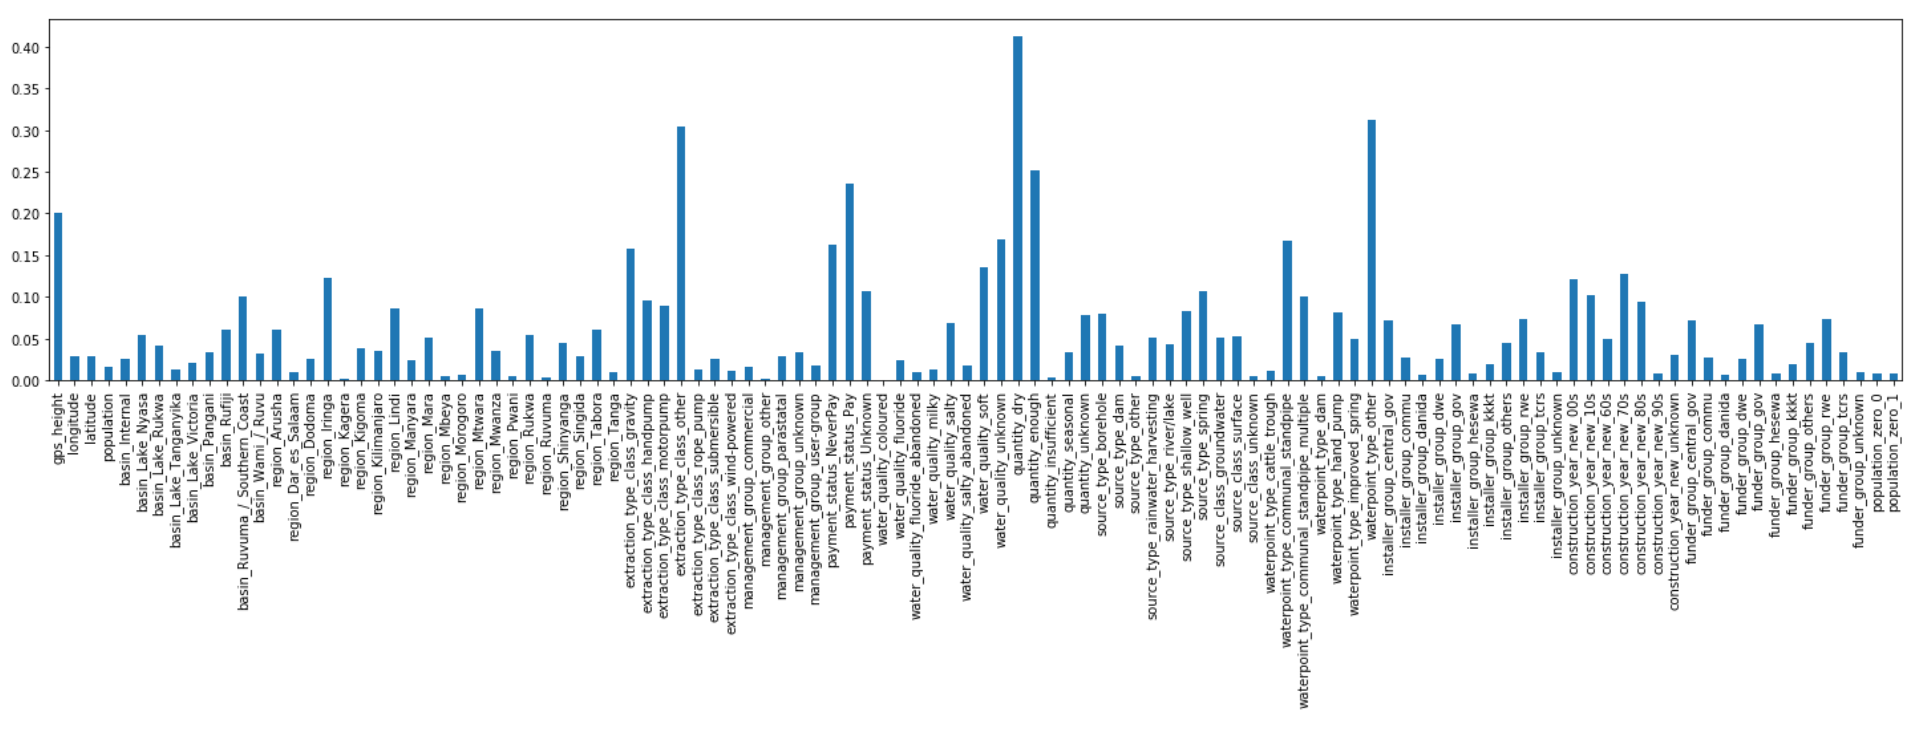 0.40
0.35
0.30
0.25
0.20
0.15
0.10
0.05
0.00
gps_height
longitude
latitude
population
basin_Internal
basin_Lake_Nyasa
basin_Lake_Rukwa
basin_Lake_Tanganyika
basin_Lake_Victoria
basin_Pangani
basin_Rufiji
basin_Ruvuma_/_Southern_Coast
basin_Wami_/_Ruvu
region_Arusha
region_Dar_es_Salaam
region_Dodoma
region_Iringa
region_Kagera
region_Kigoma
region_Kilimanjaro
region_Lindi
region_Manyara
region_Mara
region_Mbeya
region_Morogoro
region_Mtwara
region_Mwanza
region_Pwani
region_Rukwa
region_Ruvuma
region_Shinyanga
region_Singida
region_Tabora
region_Tanga
extraction_type_class_gravity
extraction_type_class_handpump
extraction_type_class_motorpump
extraction_type_class_other
extraction_type_class_rope_pump
extraction_type_class_submersible
extraction_type_class_wind-powered
management_group_commercial
management_group_other
management_group_parastatal
management_group_unknown
management_group_user-group
payment_status_NeverPay
payment_status_Pay
payment_status_Unknown
water_quality_coloured
water_quality_fluoride
water_quality_fluoride_abandoned
water_quality_milky
water_quality_salty
water_quality_salty_abandoned
water_quality_soft
water_quality_unknown
quantity_dry
quantity_enough
quantity_insufficient
quantity_seasonal
quantity_unknown
source_type_borehole
source_type_dam
source_type_other
source_type_rainwater_harvesting
source_type_river/lake
source_type_shallow_well
source_type_spring
source_class_groundwater
source_class_surface
source_class_unknown
waterpoint_type_cattle_trough
waterpoint_type_communal_standpipe
waterpoint_type_communal_standpipe_multiple
waterpoint_type_dam
waterpoint_type_hand_pump
waterpoint_type_improved_spring
waterpoint_type_other
installer_group_central_gov
installer_group_commu
installer_group_danida
installer_group_dwe
installer_group_gov
installer_group_hesewa
installer_group_kkkt
installer_group_others
installer_group_rwe
installer_group_tcrs
installer_group_unknown
construction_year_new_00s
construction_year_new_10s
construction_year_new_60s
construction_year_new_70s
construction_year_new_80s
construction_year_new_90s
construction_year_new_unknown
funder_group_central_gov
funder_group_commu
funder_group_danida
funder_group_dwe
funder_group_gov
funder_group_hesewa
funder_group_kkkt
funder_group_others
funder_group_rwe
funder_group_tcrs
funder_group_unknown
population_zero_0
population_zero_1